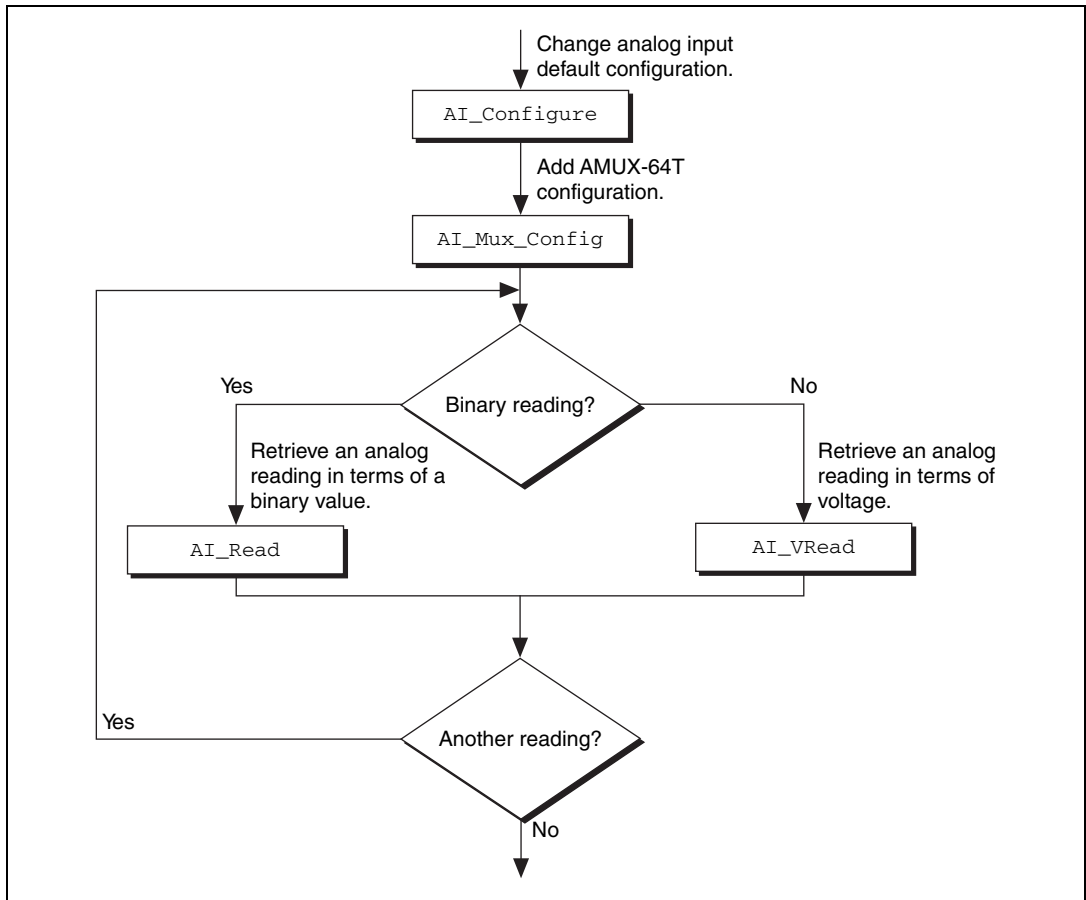 Change analog input
default configuration.
AI_Configure
Add AMUX-64T
configuration.
AI_Mux_Config
Yes
Binary reading?
No
Retrieve an analog
reading in terms of a
binary value.
Retrieve an analog
reading in terms of
voltage.
AI_Read
AI_VRead
Yes
Another reading?
No